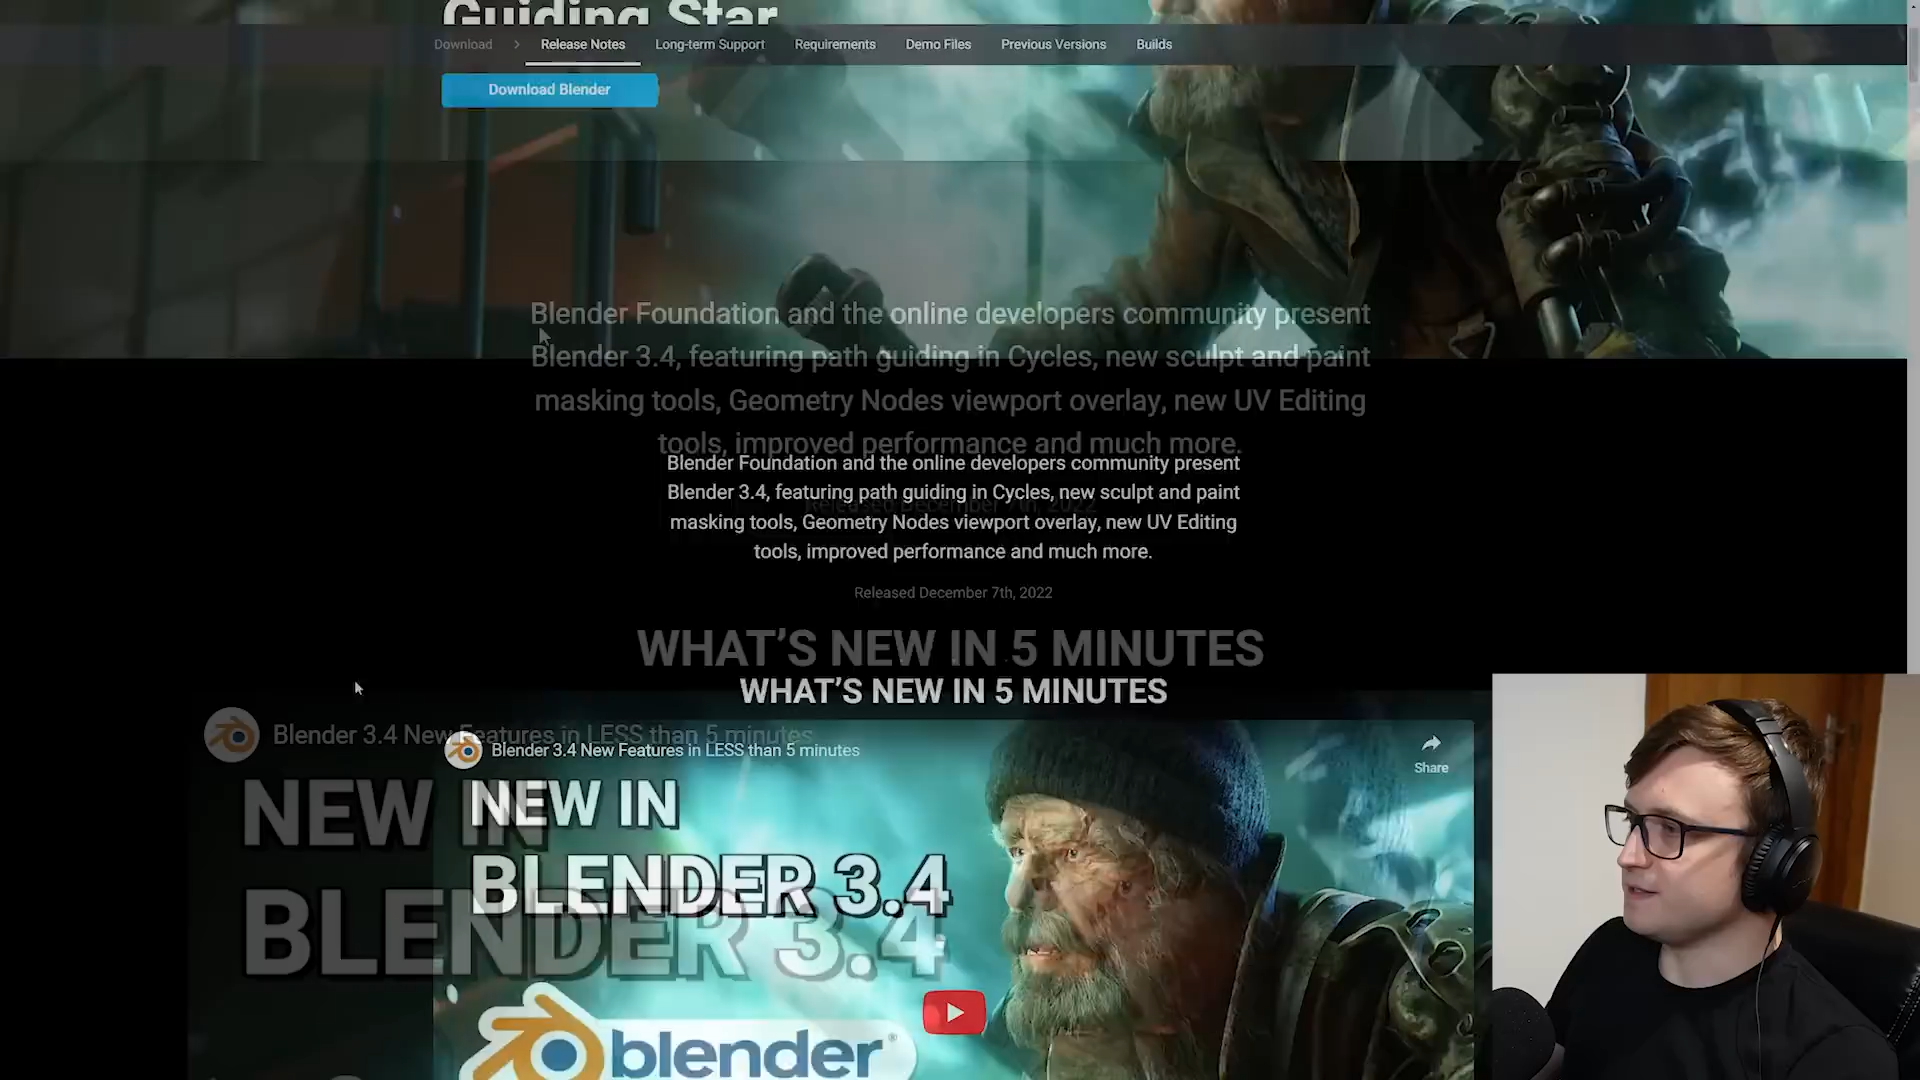 Guiding Star
Download > Release Notes Long-term Support Requirements Demo Files Previous Versions Builds
Download Blender
Blender Foundation and the online developers community present
Blender 3.4, featuring path guiding in Cycles, new sculpt and paint
masking tools, Geometry Nodes viewport overlay, new UV Editing
tools, improved performance and much more.
Blender Foundation and the online developers community present
Blender 3.4, featuring path guiding in Cycles, new sculpt and paint
masking tools, Geometry Nodes viewport overlay, new UV Editing
tools, improved performance and much more.
Released December 7th, 2022
Released December 7th, 2022
WHAT'S NEW IN 5 MINUTES
WHAT'S NEW IN 5 MINUTES
Blender 3.4 New Features in LESS than 5 minutes
Blender 3.4 New Features in LESS than 5 minutes
Share
NEW IN
BLENDER 3.4
NEW IN
BLENDER 3.4
blender®